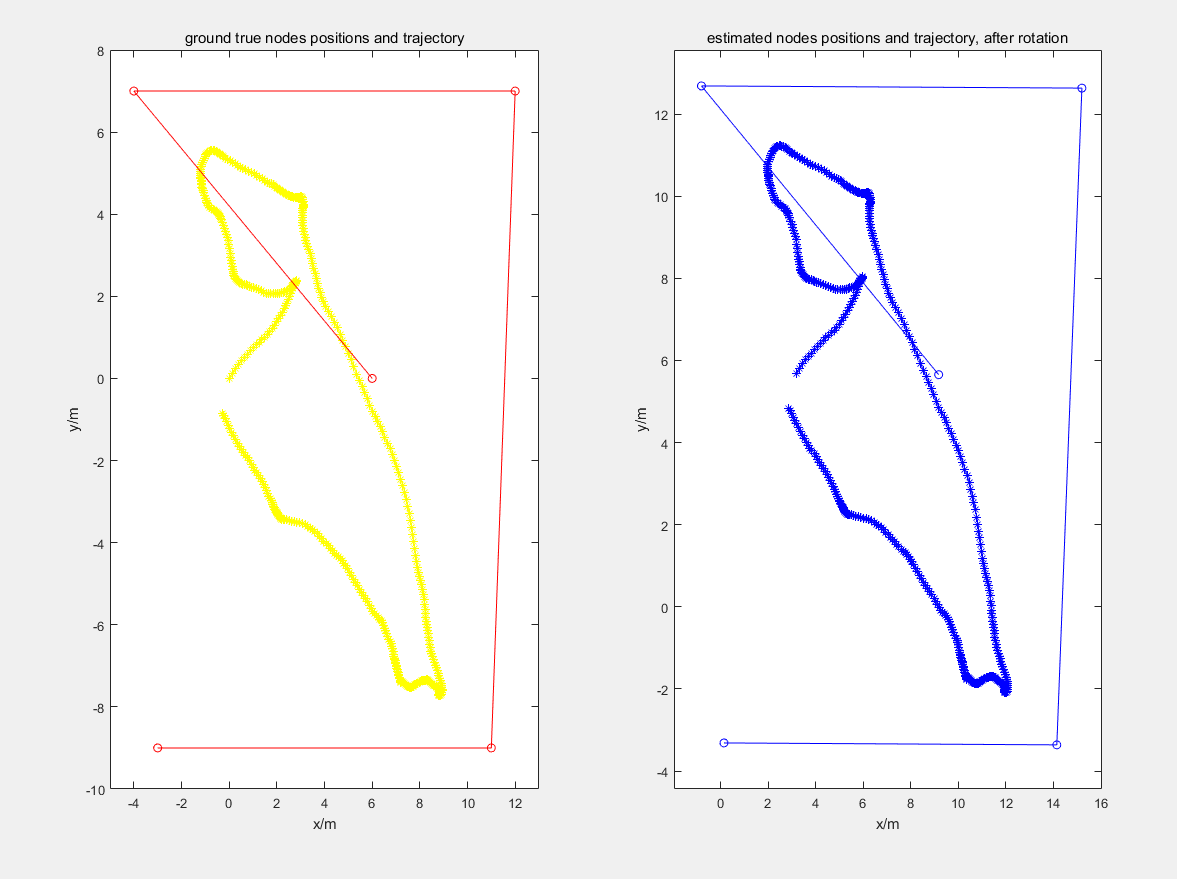 ground true nodes positions and trajectory
8
6
4
2
0
-2
-4
-6
-8
-10
y/m
-4 -2 0 2 4 6 8 10 12
x/m
estimated nodes positions and trajectory, after rotation
12
10
8
6
4
2
0
-2
-4
y/m
0 2 4 6 8 10 12 14 16
x/m